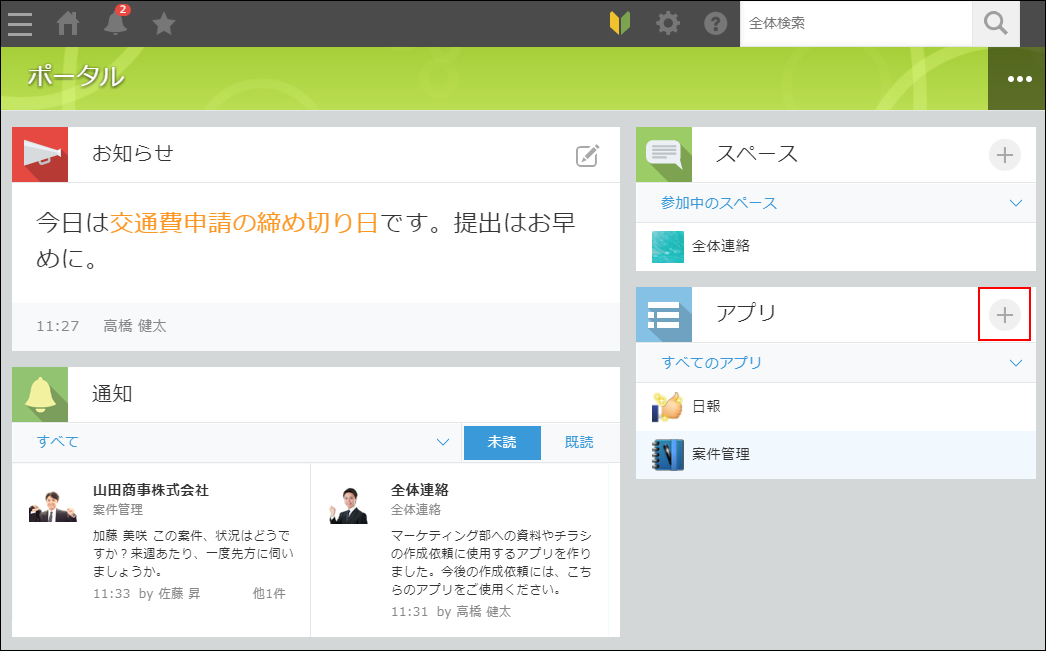 2
全体検索
ポータル
お知らせ
今日は交通費申請の締め切り日です。提出はお早
めに。
11:27 高橋 健太
通知
すべて
未読
既読
山田商事株式会社
案件管理
加藤 美咲 この案件、状況はどうで
すか？来週あたり、一度先方に伺い
ましょうか。
11:33 by 佐藤 昇 他1件
全体連絡
全体連絡
マーケティング部への資料やチラシ
の作成依頼に使用するアプリを作り
ました。今後の作成依頼には、こち
らのアプリをご使用ください。
11:31 by 高橋 健太
スペース
参加中のスペース
全体連絡
アプリ
すべてのアプリ
日報
案件管理